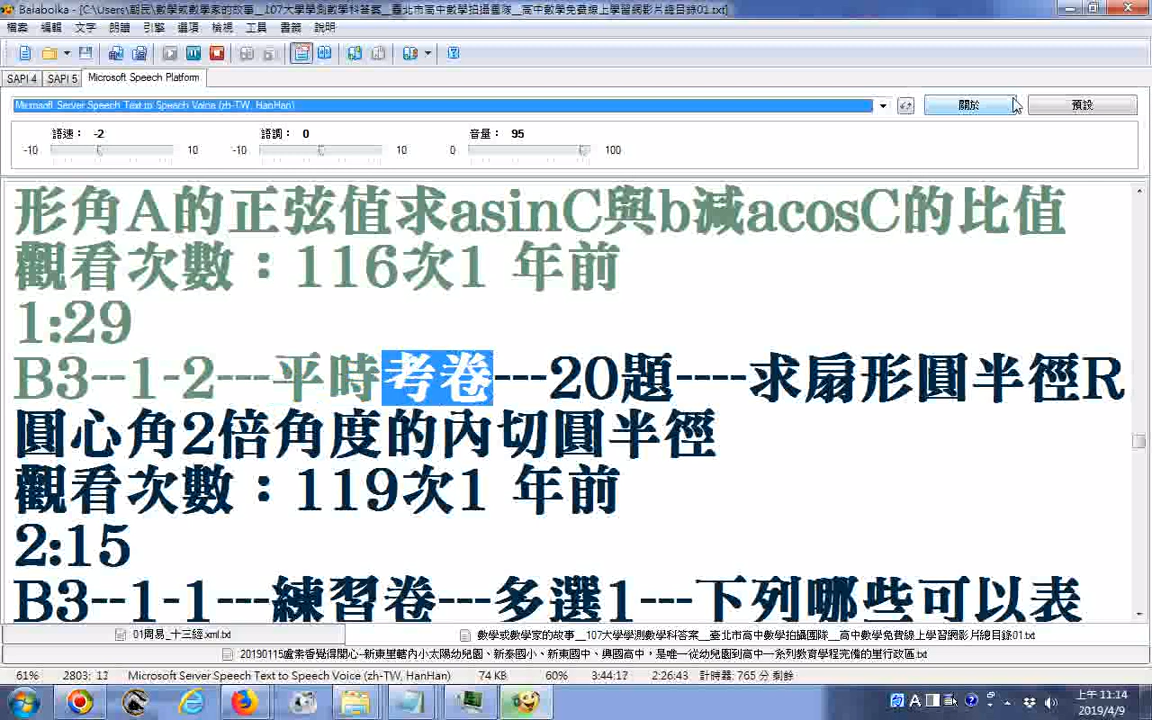 Balabolka - [C:\Users\朝民\數學或數學家的故事__107大學學測數學科答案__臺北市高中數學拍攝團隊__高中數學免費線上學習網影片總目錄01.txt]
檔案 編輯 文字 朗讀 引擎 選項 檢視 工具 書籤 說明
SAPI 4 SAPI 5 Microsoft Speech Platform
Microsoft Server Speech Text to Speech Voice (zh-TW, HanHan) 關於 預設
語速： -2 語調： 0 音量： 95
-10 10 -10 10 0 100
形角A的正弦值求asinC與b減acosC的比值
觀看次數：116次1 年前
1:29
B3--1-2---平時考卷---20題----求扇形圓半徑R
圓心角2倍角度的內切圓半徑
觀看次數：119次1 年前
2:15
B3--1-1---練習卷---多選1---下列哪些可以表
01周易_十三經.xml.txt 數學或數學家的故事__107大學學測數學科答案__臺北市高中數學拍攝團隊__高中數學免費線上學習網影片總目錄01.txt
20190115盧素香覺得開心-新東里轄內小太陽幼兒園、新泰國小、新東國中、興國高中，是唯一從幼兒園到高中一系列教育學程完備的里行政區.txt
61% 2803: 12 Microsoft Server Speech Text to Speech Voice (zh-TW, HanHan) 74 KB 60% 3:44:17 2:26:43 計時器: 765 分 剩餘
上午 11:14
2019/4/9